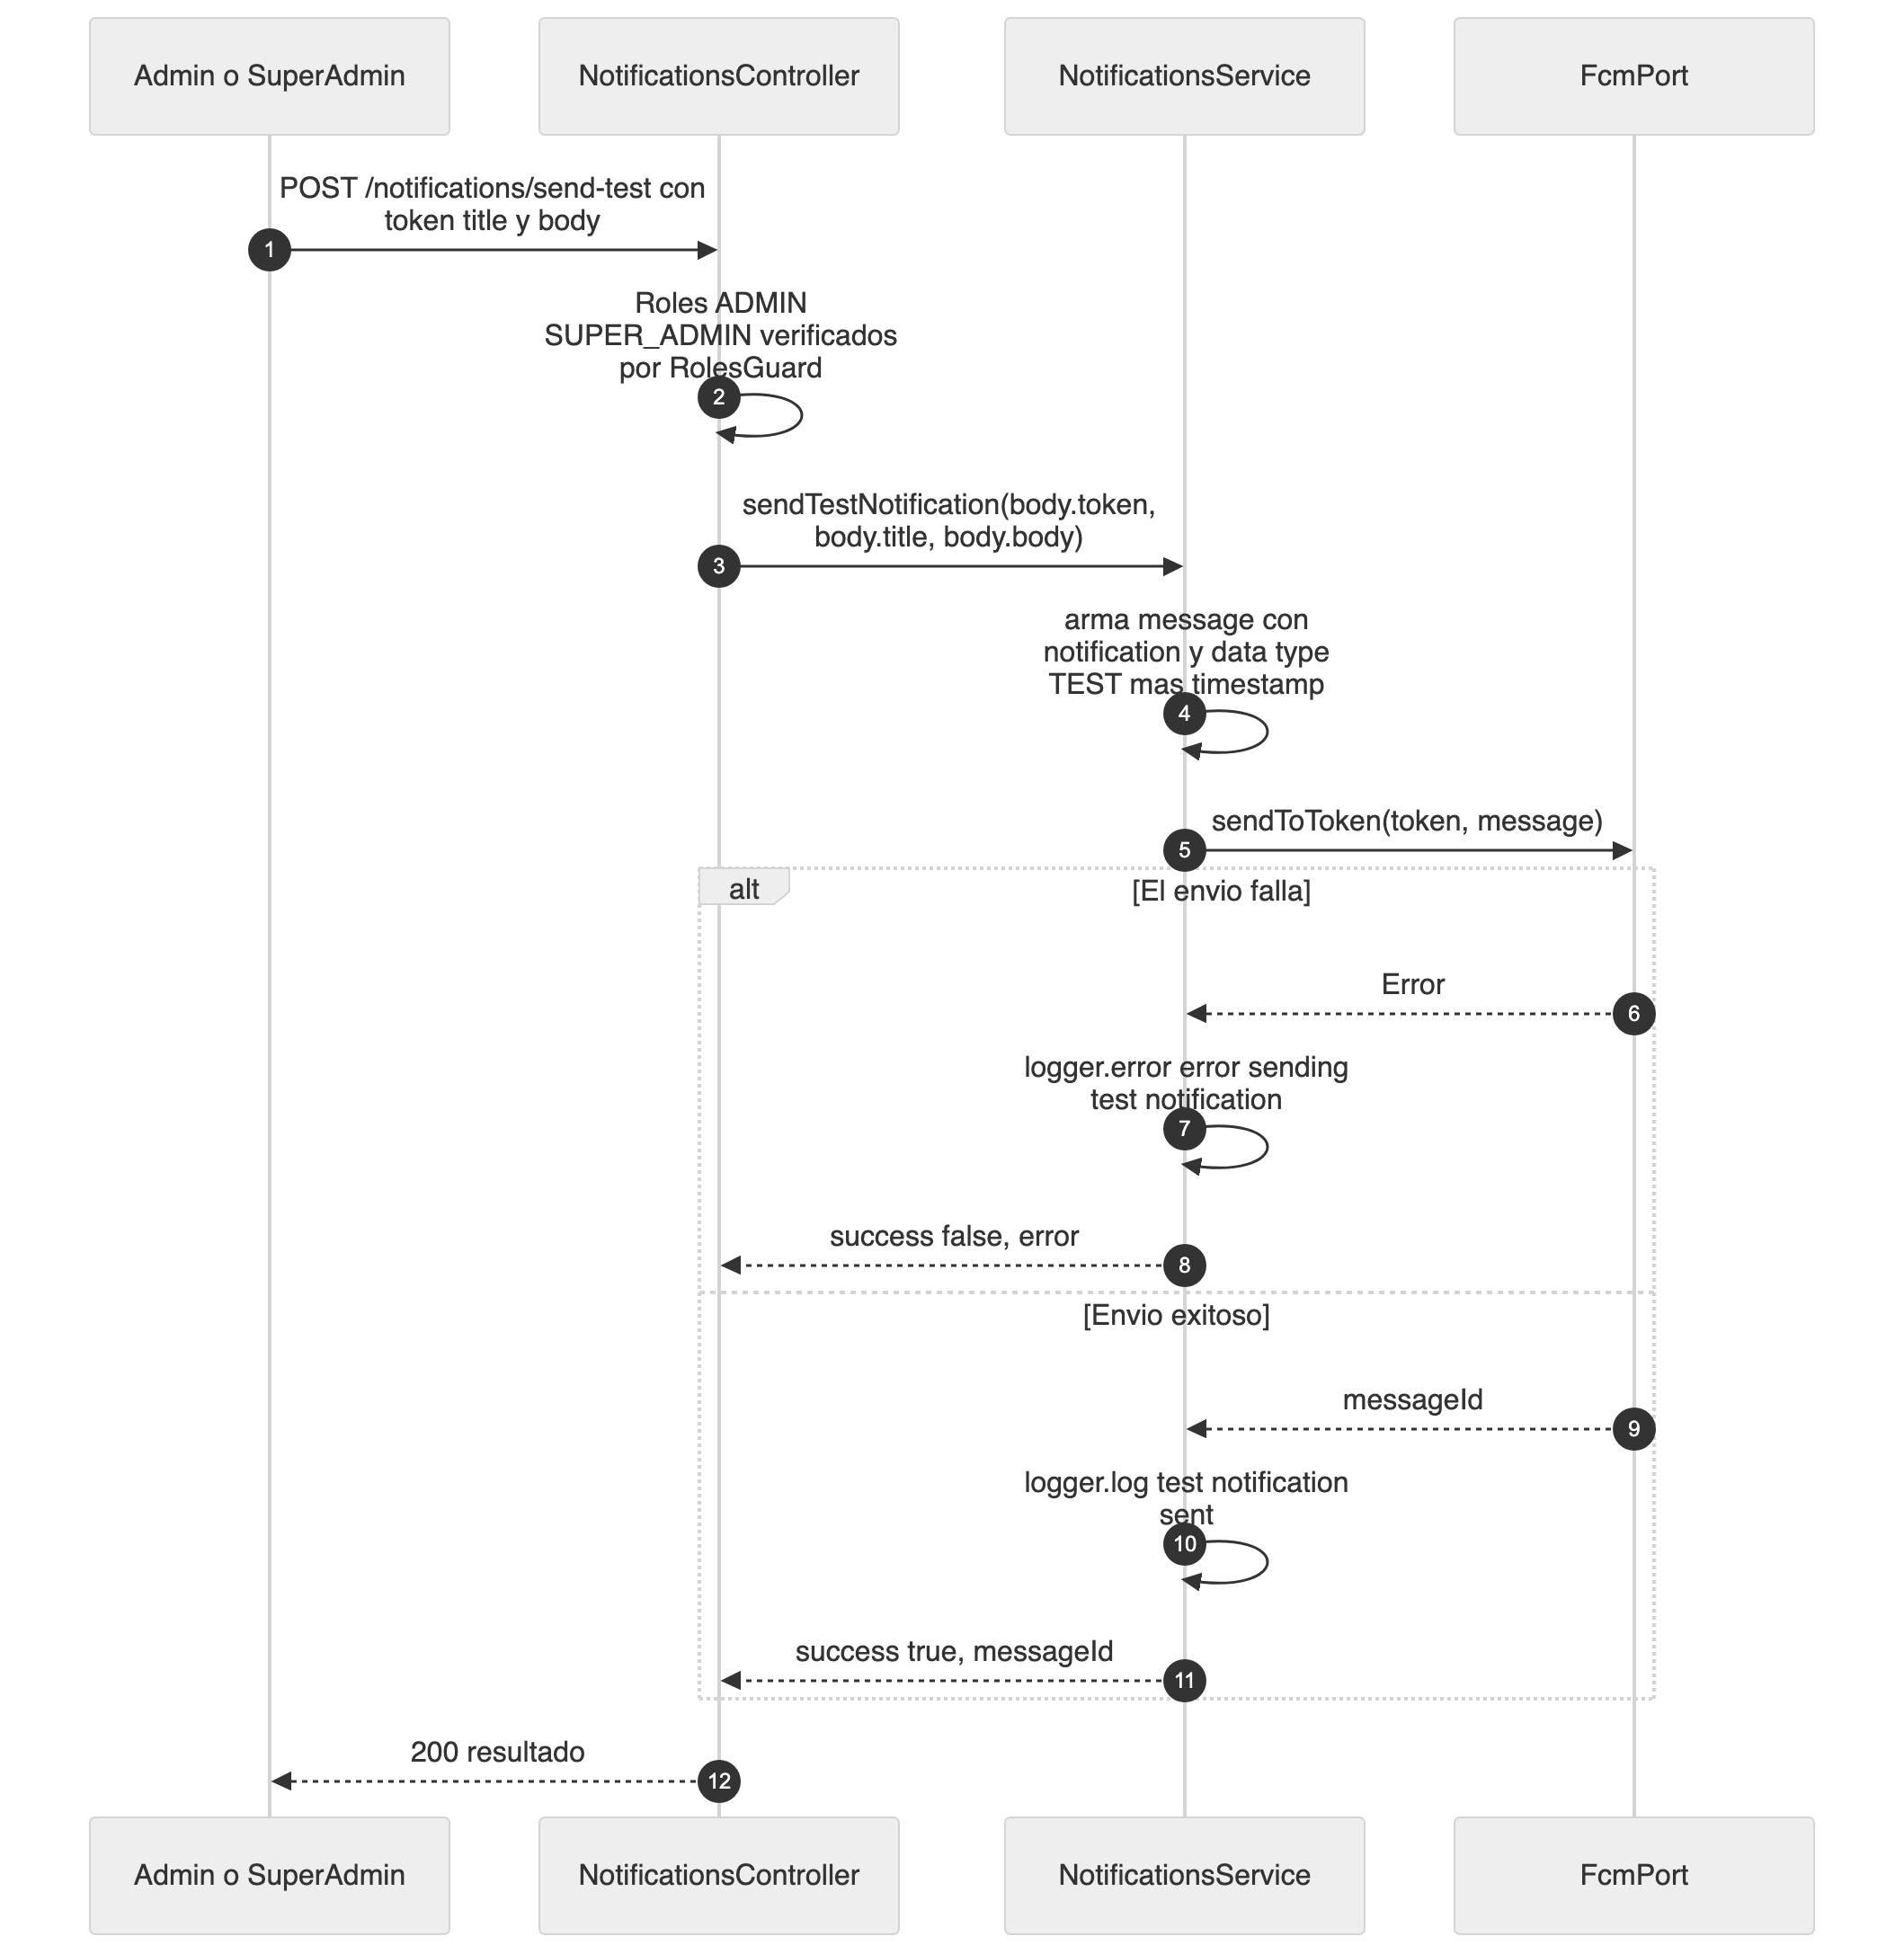 Admin o SuperAdmin
NotificationsController
NotificationsService
FcmPort
POST /notifications/send-test con
token title y body
1
Roles ADMIN
SUPER_ADMIN verificados
por RolesGuard
2
sendTestNotification(body.token,
body.title, body.body)
3
arma message con
notification y data type
TEST mas timestamp
4
sendToToken(token, message)
5
alt
[El envio falla]
Error
6
logger.error error sending
test notification
7
success false, error
8
[Envio exitoso]
messageId
9
logger.log test notification
sent
10
success true, messageId
11
200 resultado
12
Admin o SuperAdmin
NotificationsController
NotificationsService
FcmPort